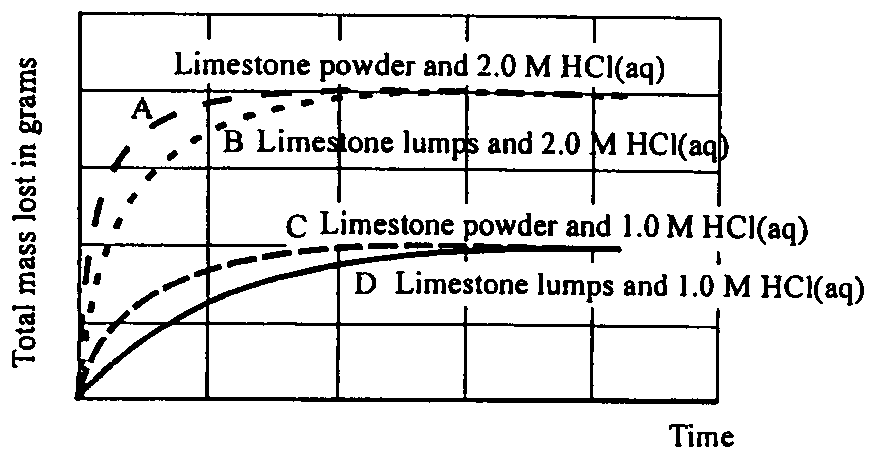 Limestone powder and 2.0 M HCl(aq)
A
B Limestone lumps and 2.0 M HCl(aq)
C Limestone powder and 1.0 M HCl(aq)
D Limestone lumps and 1.0 M HCl(aq)
Total mass lost in grams
Time